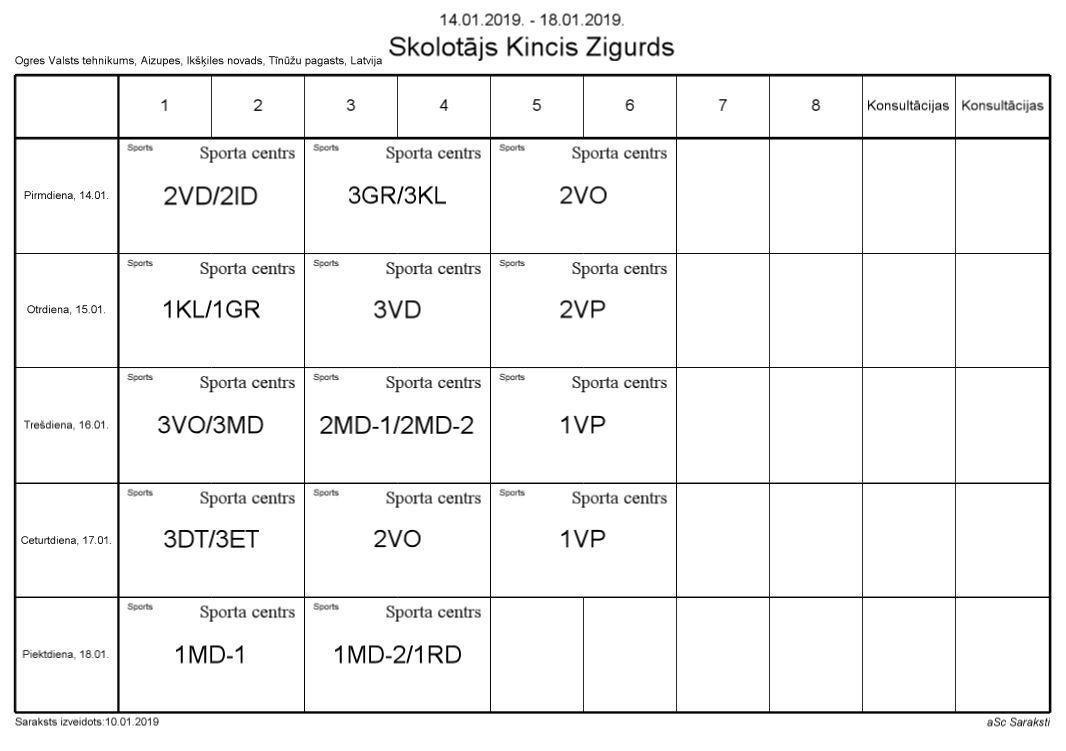 14.01.2019. - 18.01.2019.
Skolotājs Kincis Zigurds
Ogres Valsts tehnikums, Aizupes, Ikšķiles novads, Tīnūžu pagasts, Latvija
1 2 3 4 5 6 7 8 Konsultācijas Konsultācijas
Sports Sporta centrs Sports Sporta centrs Sports Sporta centrs
Pirmdiena, 14.01. 2VD/2ID 3GR/3KL 2VO
Sports Sporta centrs Sports Sporta centrs Sports Sporta centrs
Otrdiena, 15.01. 1KL/1GR 3VD 2VP
Sports Sporta centrs Sports Sporta centrs Sports Sporta centrs
Trešdiena, 16.01. 3VO/3MD 2MD-1/2MD-2 1VP
Sports Sporta centrs Sports Sporta centrs Sports Sporta centrs
Ceturtdiena, 17.01. 3DT/3ET 2VO 1VP
Sports Sporta centrs Sports Sporta centrs
Piektdiena, 18.01. 1MD-1 1MD-2/1RD
Saraksts izveidots:10.01.2019 aSc Saraksti